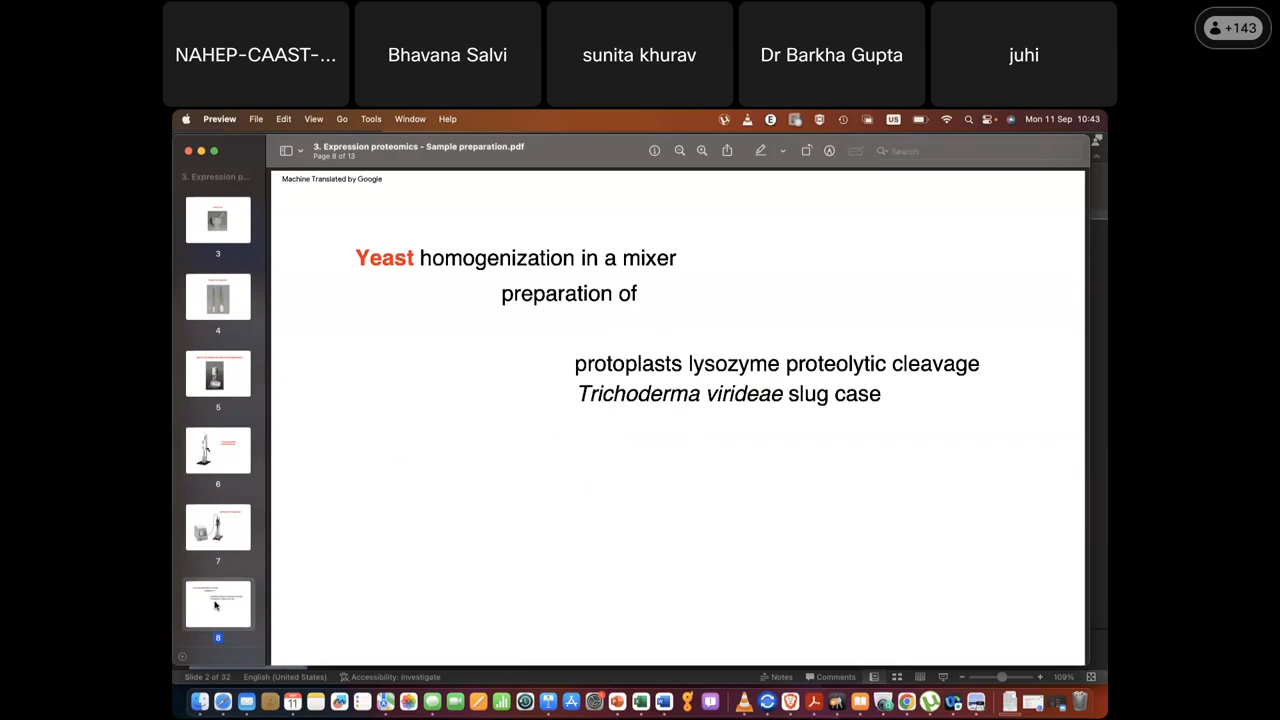 NAHEP-CAAST-...
Bhavana Salvi
sunita khurav
Dr Barkha Gupta
juhi
+143
Preview File Edit View Go Tools Window Help
US
Mon 11 Sep 10:43
3. Expression proteomics - Sample preparation.pdf
Page 8 of 13
Search
3. Expression p...
3
4
5
6
7
8
Machine Translated by Google
Yeast homogenization in a mixer
preparation of
protoplasts lysozyme proteolytic cleavage
Trichoderma virideae slug case
Slide 2 of 32
English (United States)
Accessibility: Investigate
Notes
Comments
109%